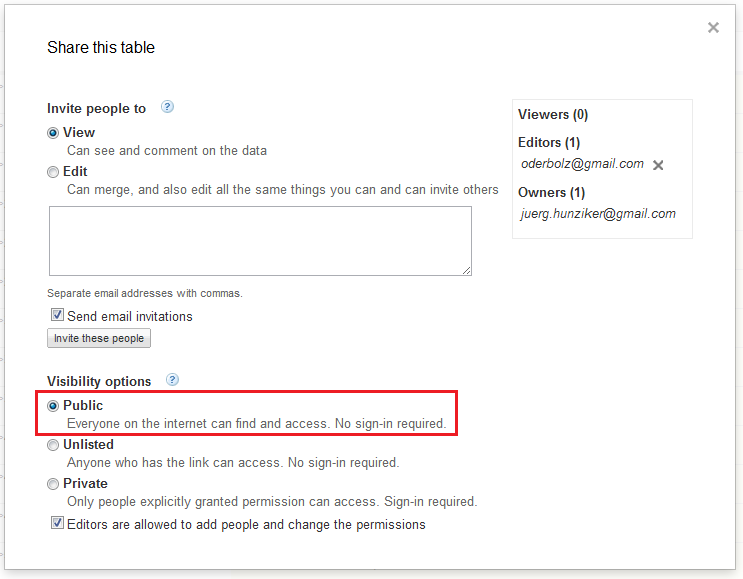 Share this table
Invite people to ?
View
Can see and comment on the data
Edit
Can merge, and also edit all the same things you can and can invite others
Separate email addresses with commas.
Send email invitations
Invite these people
Visibility options ?
Public
Everyone on the internet can find and access. No sign-in required.
Unlisted
Anyone who has the link can access. No sign-in required.
Private
Only people explicitly granted permission can access. Sign-in required.
Editors are allowed to add people and change the permissions
Viewers (0)
Editors (1)
oderbolz@gmail.com
Owners (1)
juerg.hunziker@gmail.com